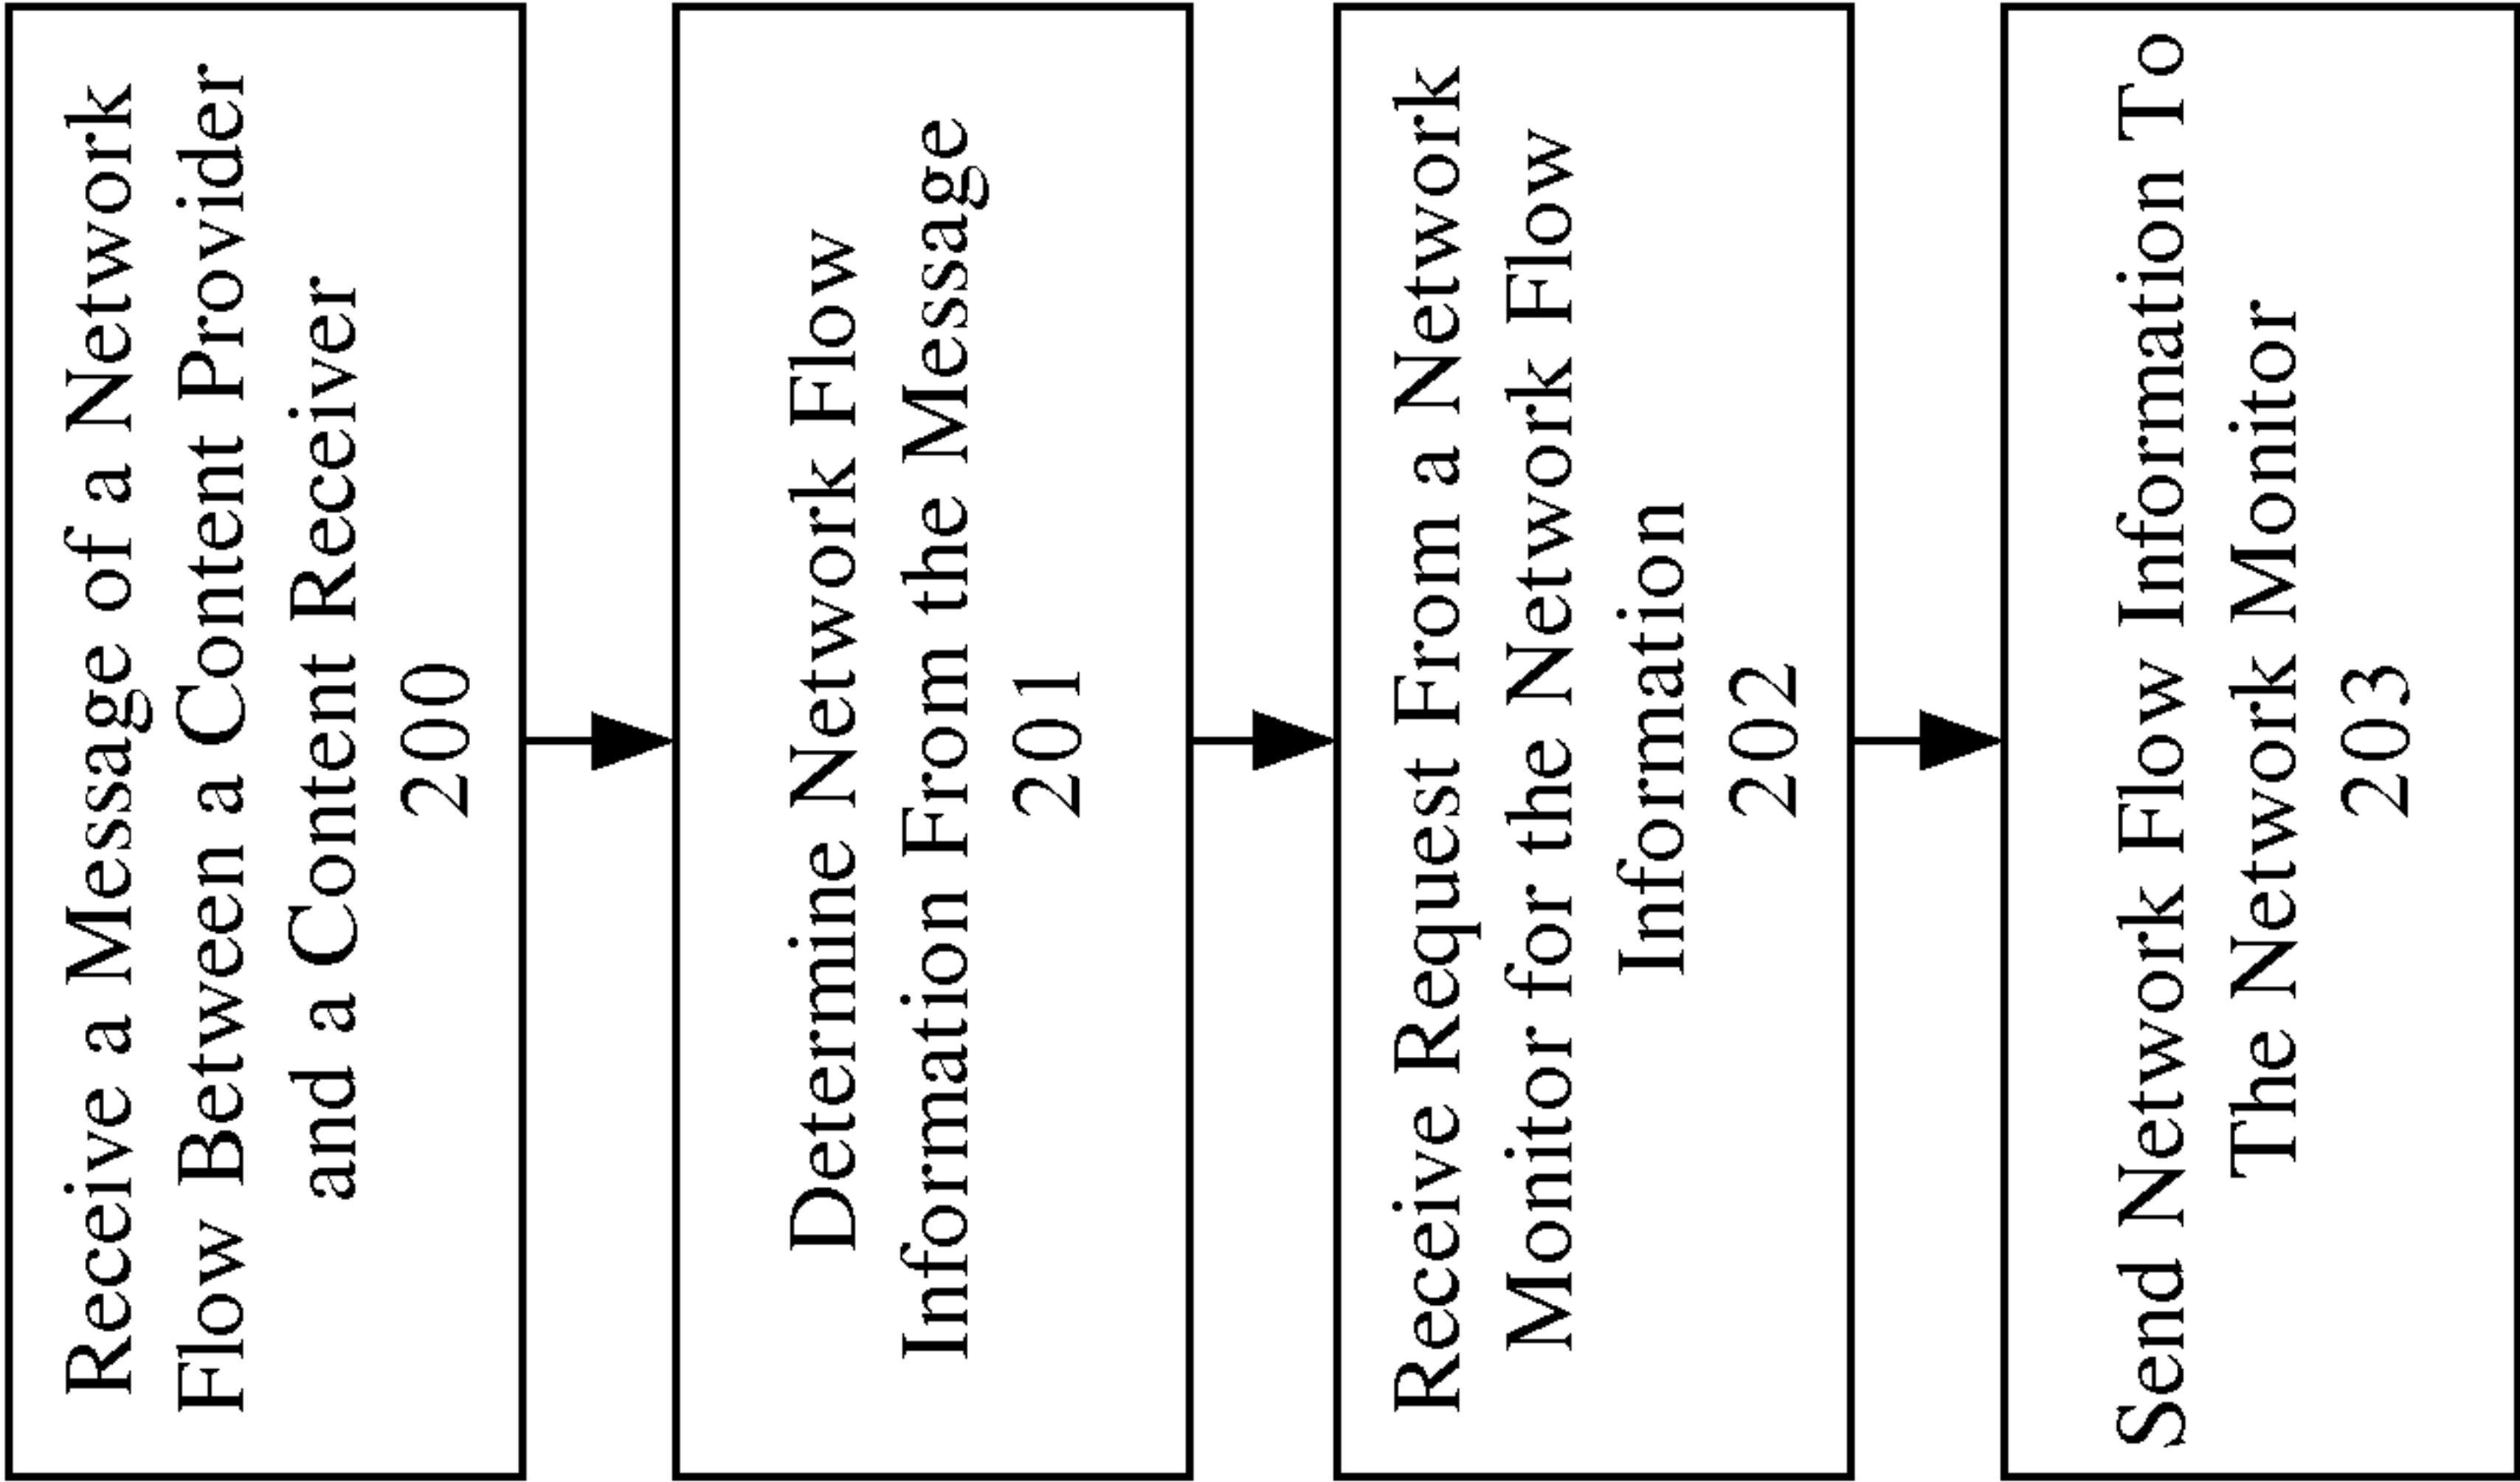 Receive a Message of a Network
Flow Between a Content Provider
and a Content Receiver
200
Determine Network Flow
Information From the Message
201
Receive Request From a Network
Monitor for the Network Flow
Information
202
Send Network Flow Information To
The Network Monitor
203